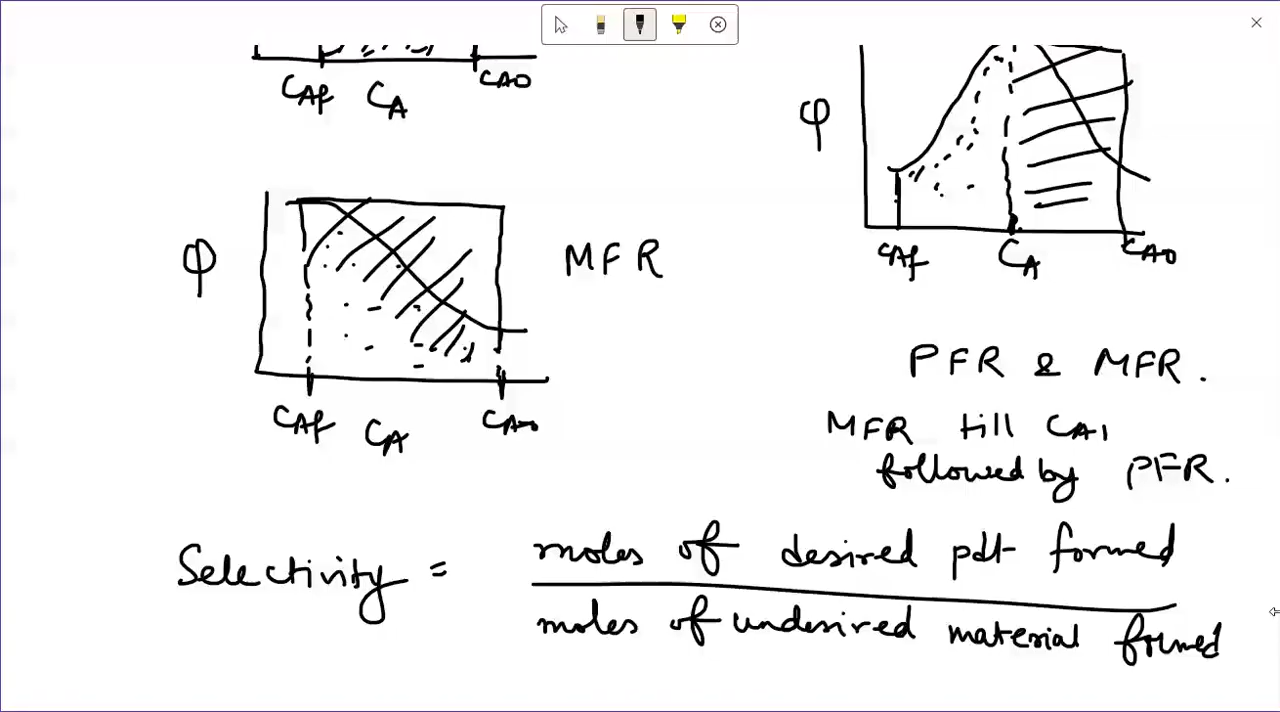 CAf CA CAO
φ
CAf CA CAO
φ
MFR
CAf CA CAO
PFR & MFR.
MFR till CA1
followed by PFR.
Selectivity = moles of desired pdt formed
moles of undesired material formed